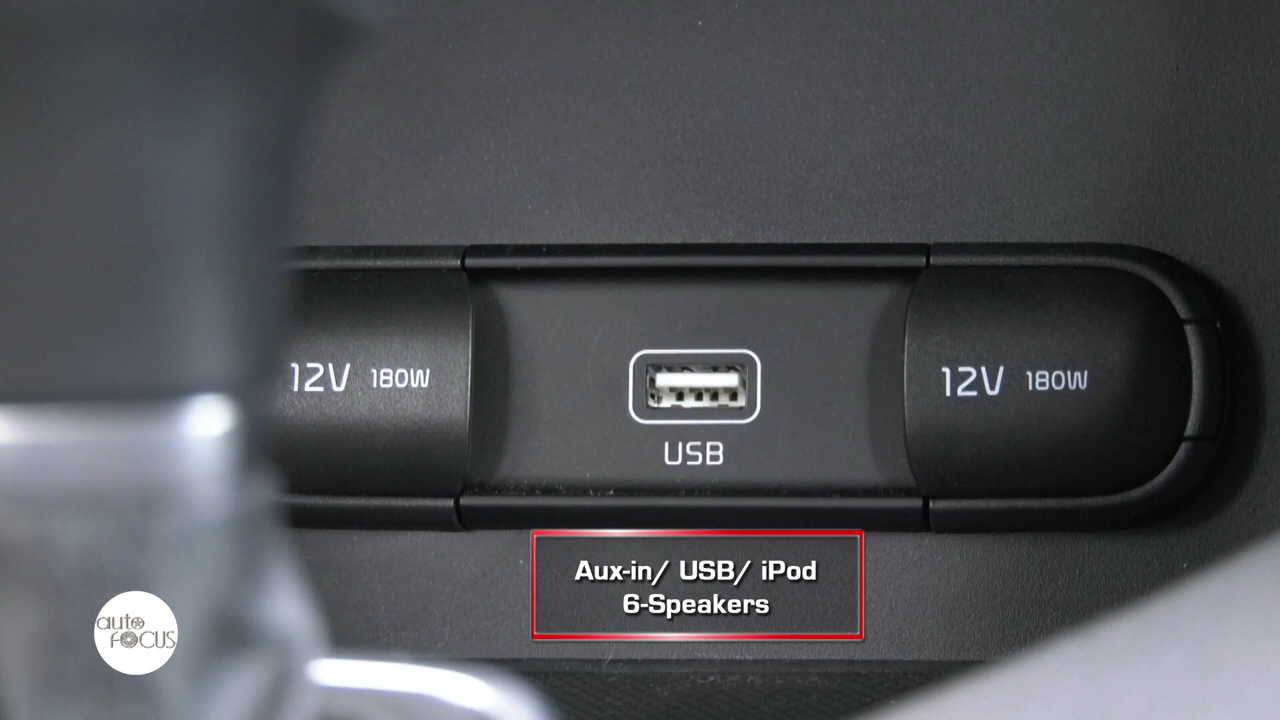 12V 180W
USB
12V 180W
Aux-in/ USB/ iPod
6-Speakers
auto
FOCUS